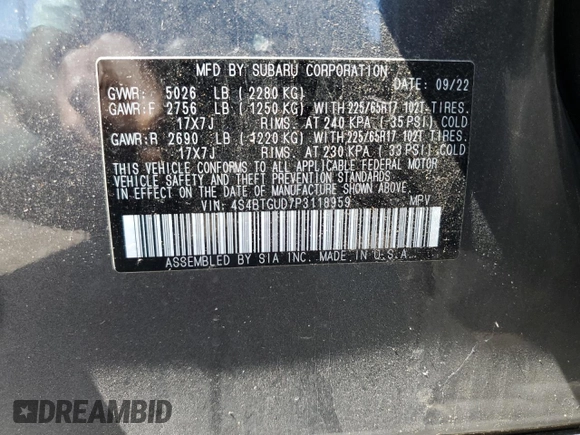 MFD BY SUBARU CORPORATION
DATE: 09/22
GVWR: 5026 LB (2280 KG)
GAWR:F 2756 LB (1250 KG) WITH 225/65R17 102T-TIRES.
17X7J RIMS. AT 240 KPA (35 PSI) COLD
GAWR:R 2690 LB (1220 KG) WITH 225/65R17 102T TIRES.
17X7J RIMS. AT 230 KPA (33 PSI) COLD
THIS VEHICLE CONFORMS TO ALL APPLICABLE FEDERAL MOTOR
VEHICLE SAFETY AND THEFT PREVENTION STANDARDS
IN EFFECT ON THE DATE OF MANUFACTURE SHOWN ABOVE.
VIN: 4S4BTGUD7P3118959 MPV
ASSEMBLED BY SIA INC. MADE IN U.S.A.
DREAMBID